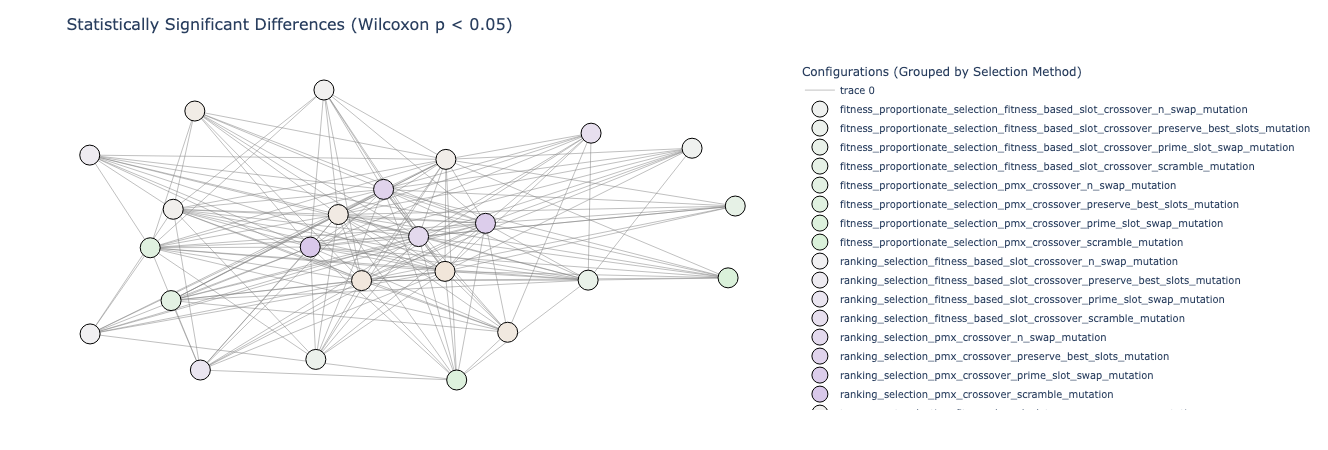 Statistically Significant Differences (Wilcoxon p < 0.05)
Configurations (Grouped by Selection Method)
trace 0
fitness_proportionate_selection_fitness_based_slot_crossover_n_swap_mutation
fitness_proportionate_selection_fitness_based_slot_crossover_preserve_best_slots_mutation
fitness_proportionate_selection_fitness_based_slot_crossover_prime_slot_swap_mutation
fitness_proportionate_selection_fitness_based_slot_crossover_scramble_mutation
fitness_proportionate_selection_pmx_crossover_n_swap_mutation
fitness_proportionate_selection_pmx_crossover_preserve_best_slots_mutation
fitness_proportionate_selection_pmx_crossover_prime_slot_swap_mutation
fitness_proportionate_selection_pmx_crossover_scramble_mutation
ranking_selection_fitness_based_slot_crossover_n_swap_mutation
ranking_selection_fitness_based_slot_crossover_preserve_best_slots_mutation
ranking_selection_fitness_based_slot_crossover_prime_slot_swap_mutation
ranking_selection_fitness_based_slot_crossover_scramble_mutation
ranking_selection_pmx_crossover_n_swap_mutation
ranking_selection_pmx_crossover_preserve_best_slots_mutation
ranking_selection_pmx_crossover_prime_slot_swap_mutation
ranking_selection_pmx_crossover_scramble_mutation